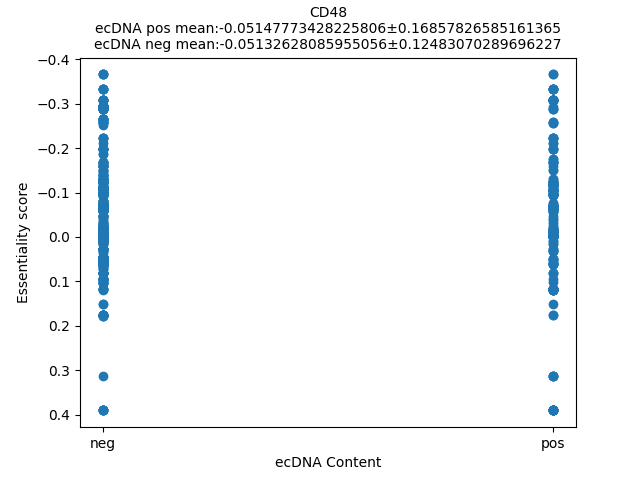 CD48
ecDNA pos mean:-0.05147773428225806±0.16857826585161365
ecDNA neg mean:-0.05132628085955056±0.12483070289696227
−0.4
−0.3
−0.2
−0.1
0.0
0.1
0.2
0.3
0.4
Essentiality score
neg
pos
ecDNA Content